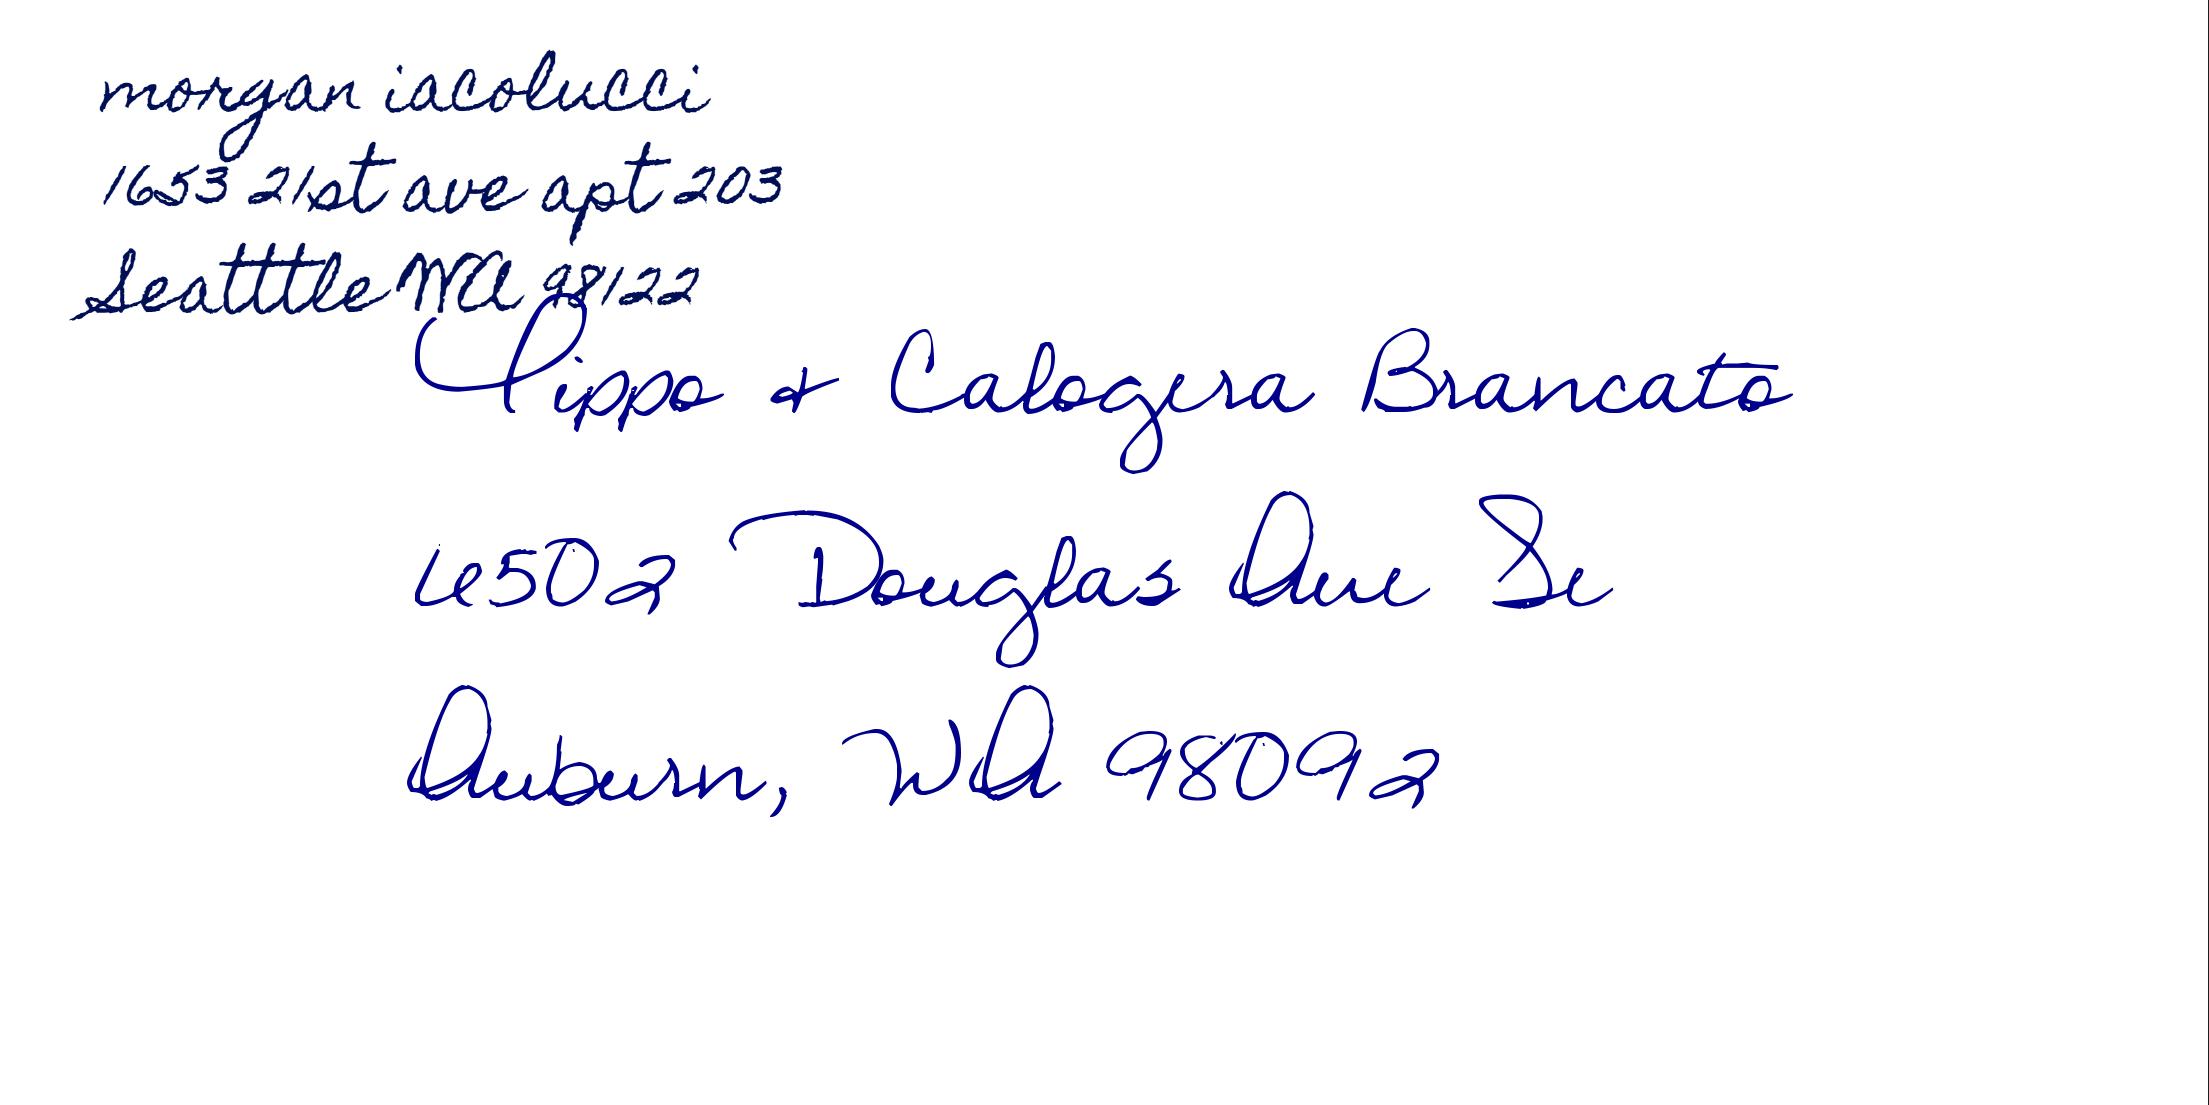 morgan iacolucci
1653 21st ave apt 203
Seatttle WA 98122
Pippo & Calogera Brancato
6502 Douglas Ave Se
Auburn, WA 98092